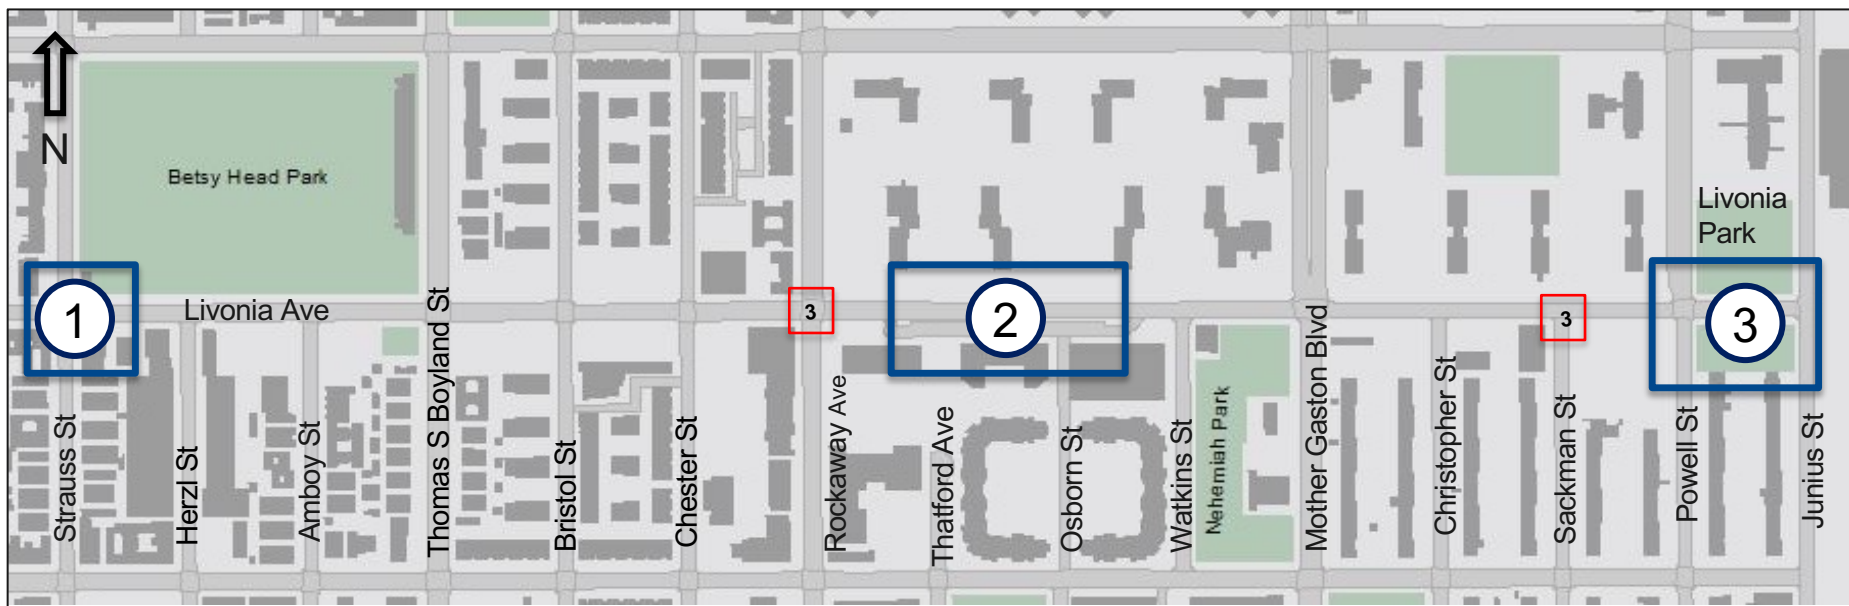 N
Betsy Head Park
Livonia
Park
1
Livonia Ave
3
2
3
3
Strauss St
Herzl St
Amboy St
Thomas S Boyland St
Bristol St
Chester St
Rockaway Ave
Thatford Ave
Osborn St
Watkins St
Nehemiah Park
Mother Gaston Blvd
Christopher St
Sackman St
Powell St
Junius St